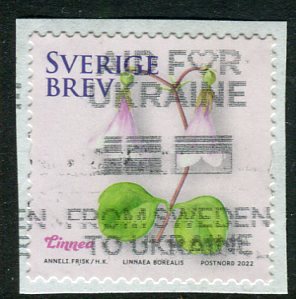 SVERIGE
BREV
AID FOR
UKRAINE
FROM SWEDEN
TO UKRAINE
Linnea
ANNELI FRISK / H.K. LINNAEA BOREALIS POSTNORD 2022